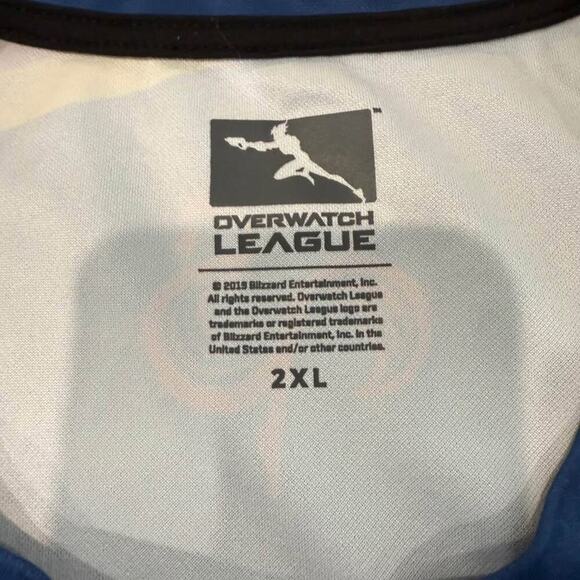 ™
OVERWATCH
LEAGUE
© 2019 Blizzard Entertainment, Inc.
All rights reserved. Overwatch League
and the Overwatch League logo are
trademarks or registered trademarks
of Blizzard Entertainment, Inc. in the
United States and/or other countries.
2XL